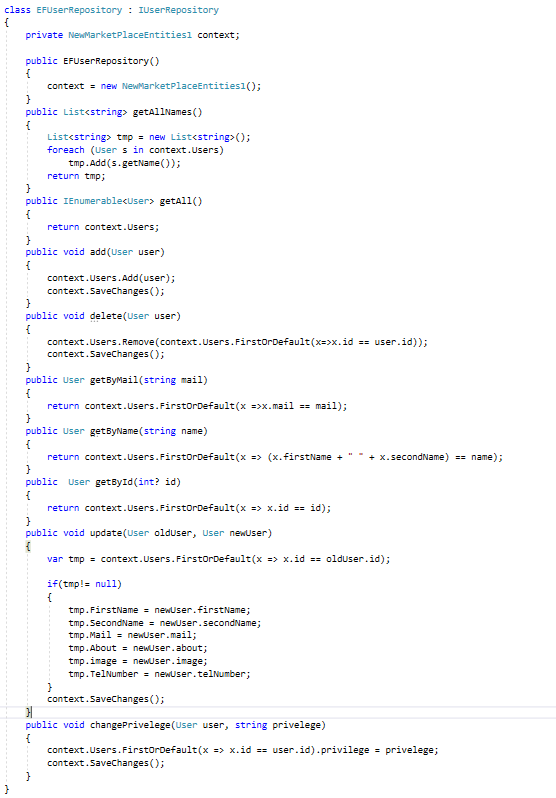 class EFUserRepository : IUserRepository
{
    private NewMarketPlaceEntities1 context;

    public EFUserRepository()
    {
        context = new NewMarketPlaceEntities1();
    }
    public List<string> getAllNames()
    {
        List<string> tmp = new List<string>();
        foreach (User s in context.Users)
            tmp.Add(s.getName());
        return tmp;
    }
    public IEnumerable<User> getAll()
    {
        return context.Users;
    }
    public void add(User user)
    {
        context.Users.Add(user);
        context.SaveChanges();
    }
    public void delete(User user)
    {
        context.Users.Remove(context.Users.FirstOrDefault(x=>x.id == user.id));
        context.SaveChanges();
    }
    public User getByMail(string mail)
    {
        return context.Users.FirstOrDefault(x =>x.mail == mail);
    }
    public User getByName(string name)
    {
        return context.Users.FirstOrDefault(x => (x.firstName + " " + x.secondName) == name);
    }
    public  User getById(int? id)
    {
        return context.Users.FirstOrDefault(x => x.id == id);
    }
    public void update(User oldUser, User newUser)
    {
        var tmp = context.Users.FirstOrDefault(x => x.id == oldUser.id);

        if(tmp!= null)
        {
            tmp.FirstName = newUser.firstName;
            tmp.SecondName = newUser.secondName;
            tmp.Mail = newUser.mail;
            tmp.About = newUser.about;
            tmp.image = newUser.image;
            tmp.TelNumber = newUser.telNumber;
        }
        context.SaveChanges();
    }
    public void changePrivelege(User user, string privelege)
    {
        context.Users.FirstOrDefault(x => x.id == user.id).privilege = privelege;
        context.SaveChanges();
    }
}